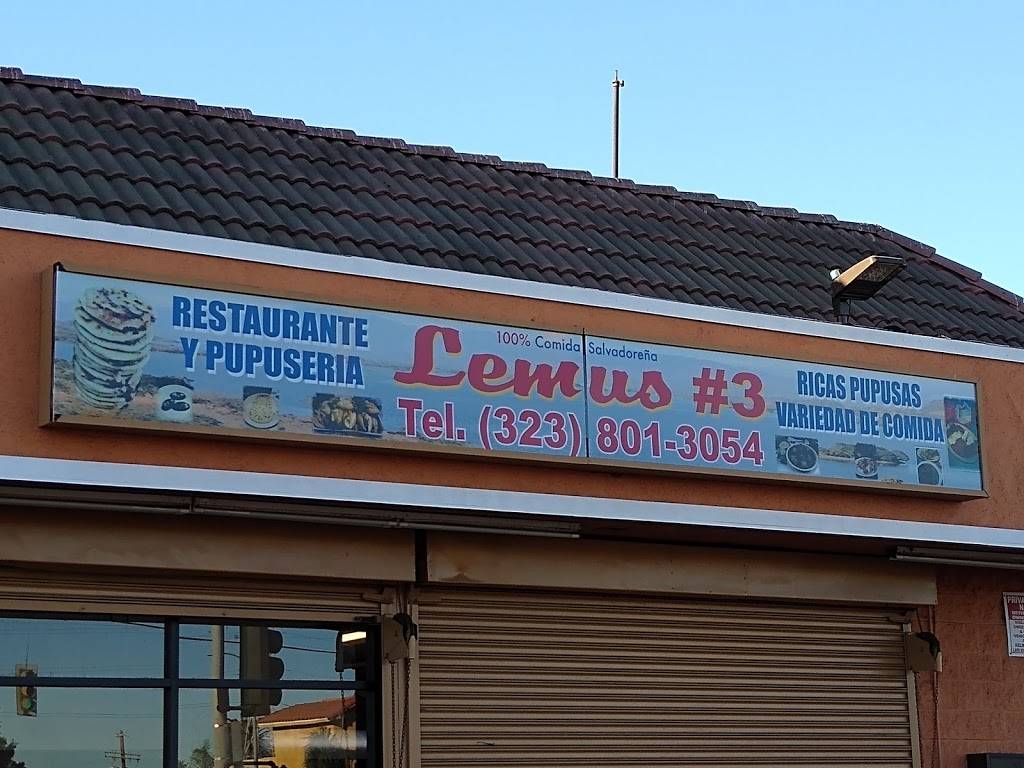 RESTAURANTE
Y PUPUSERIA
100% Comida Salvadoreña
Lemus #3
Tel. (323) 801-3054
RICAS PUPUSAS
VARIEDAD DE COMIDA